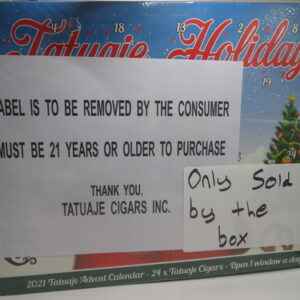 Tatuaje Holiday
18
19
ABEL IS TO BE REMOVED BY THE CONSUMER
MUST BE 21 YEARS OR OLDER TO PURCHASE
THANK YOU,
TATUAJE CIGARS INC.
Only Sold
by the
box
2021 Tatuaje Advent Calendar - 24 x Tatuaje Cigars - Open 1 window a day